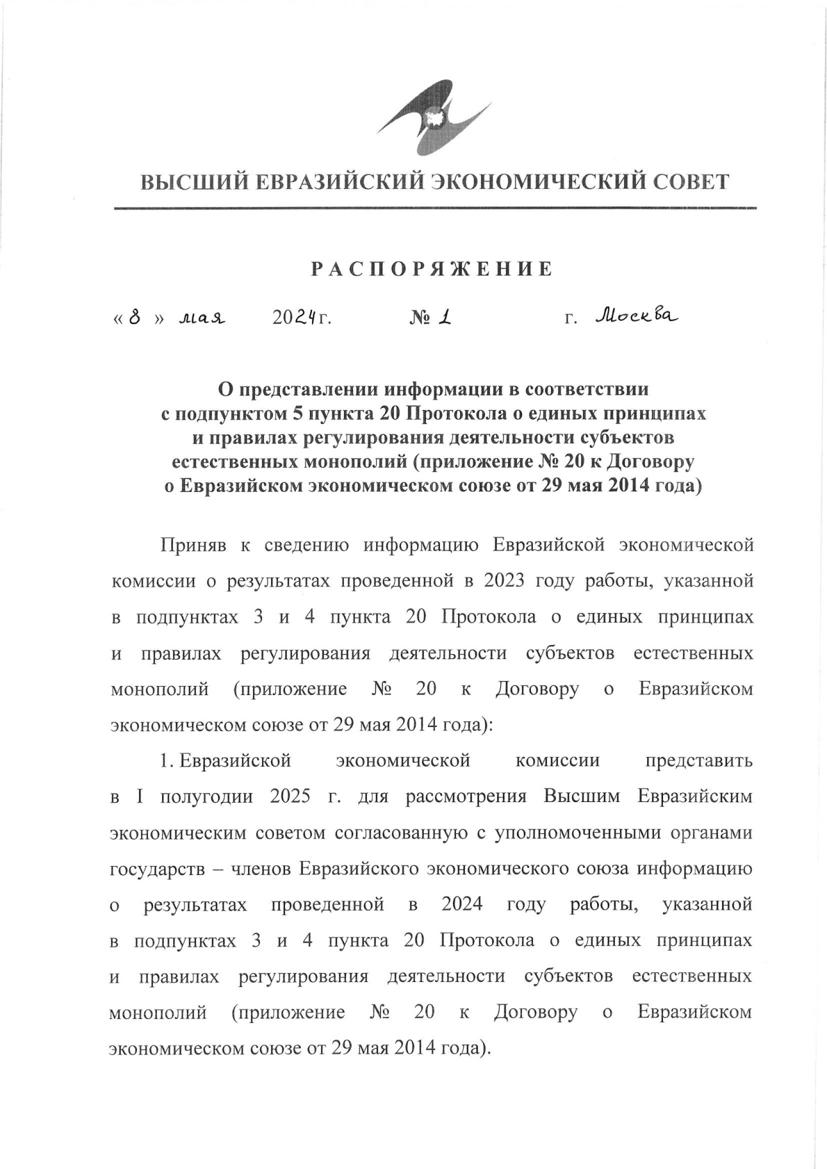 ВЫСШИЙ ЕВРАЗИЙСКИЙ ЭКОНОМИЧЕСКИЙ СОВЕТ
РАСПОРЯЖЕНИЕ
« 8 » мая 2024 г. № 1 г. Москва
О представлении информации в соответствии
с подпунктом 5 пункта 20 Протокола о единых принципах
и правилах регулирования деятельности субъектов
естественных монополий (приложение № 20 к Договору
о Евразийском экономическом союзе от 29 мая 2014 года)
Приняв к сведению информацию Евразийской экономической
комиссии о результатах проведенной в 2023 году работы, указанной
в подпунктах 3 и 4 пункта 20 Протокола о единых принципах
и правилах регулирования деятельности субъектов естественных
монополий (приложение № 20 к Договору о Евразийском
экономическом союзе от 29 мая 2014 года):
1. Евразийской экономической комиссии представить
в I полугодии 2025 г. для рассмотрения Высшим Евразийским
экономическим советом согласованную с уполномоченными органами
государств – членов Евразийского экономического союза информацию
о результатах проведенной в 2024 году работы, указанной
в подпунктах 3 и 4 пункта 20 Протокола о единых принципах
и правилах регулирования деятельности субъектов естественных
монополий (приложение № 20 к Договору о Евразийском
экономическом союзе от 29 мая 2014 года).